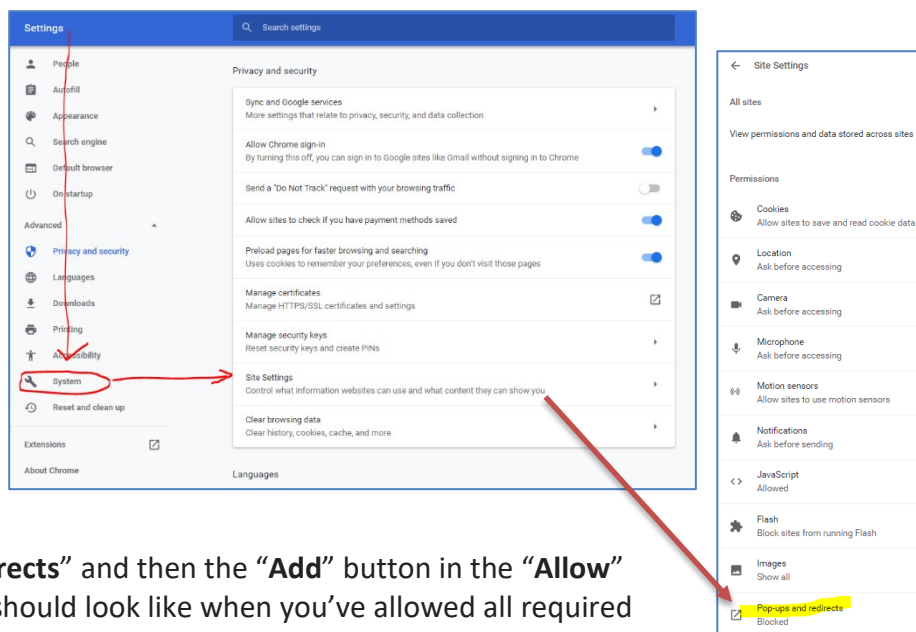 Settings
Search settings
People
Autofill
Appearance
Search engine
Default browser
On startup
Advanced
Privacy and security
Languages
Downloads
Printing
Accessibility
System
Reset and clean up
Extensions
About Chrome
Privacy and security
Sync and Google services
More settings that relate to privacy, security, and data collection
Allow Chrome sign-in
By turning this off, you can sign in to Google sites like Gmail without signing in to Chrome
Send a "Do Not Track" request with your browsing traffic
Allow sites to check if you have payment methods saved
Preload pages for faster browsing and searching
Uses cookies to remember your preferences, even if you don't visit those pages
Manage certificates
Manage HTTPS/SSL certificates and settings
Manage security keys
Reset security keys and create PINs
Site Settings
Control what information websites can use and what content they can show you
Clear browsing data
Clear history, cookies, cache, and more
Languages
Site Settings
All sites
View permissions and data stored across sites
Permissions
Cookies
Allow sites to save and read cookie data
Location
Ask before accessing
Camera
Ask before accessing
Microphone
Ask before accessing
Motion sensors
Allow sites to use motion sensors
Notifications
Ask before sending
JavaScript
Allowed
Flash
Block sites from running Flash
Images
Show all
Pop-ups and redirects
Blocked
rects” and then the “Add” button in the “Allow”
should look like when you’ve allowed all required